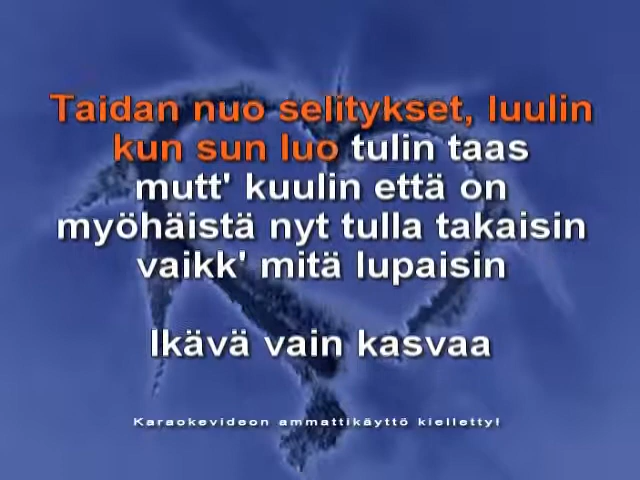 Taidan nuo selitykset, luulin
kun sun luo tulin taas
mutt' kuulin että on
myöhäistä nyt tulla takaisin
vaikk' mitä lupaisin
Ikävä vain kasvaa
Karaokevideon ammattikäyttö kielletty!